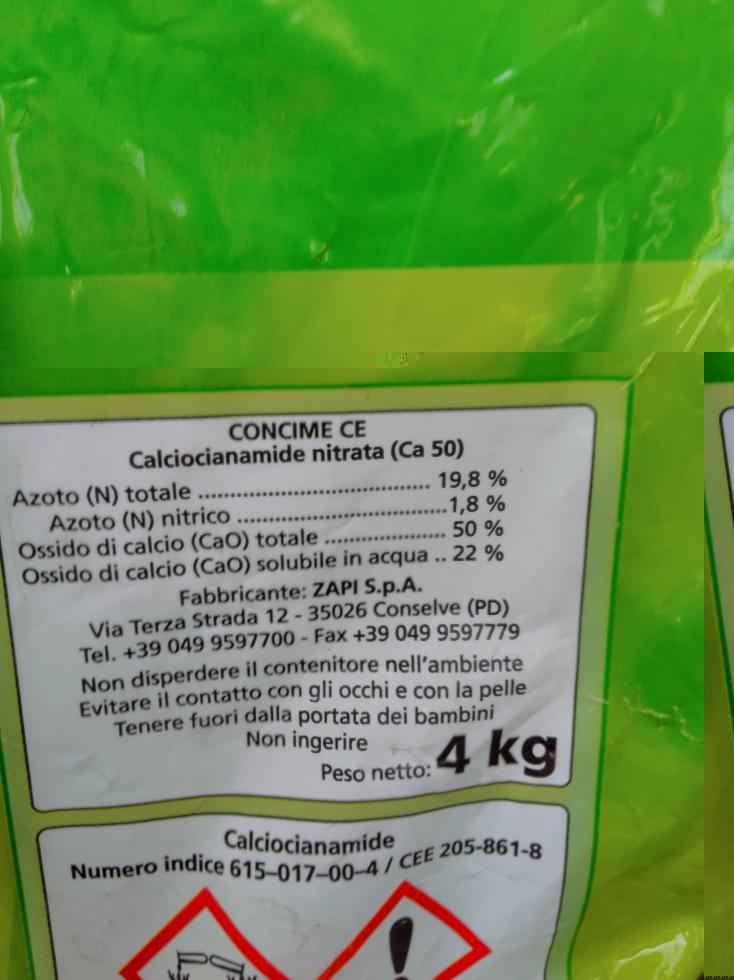 CONCIME CE
Calciocianamide nitrata (Ca 50)
Azoto (N) totale ................................... 19,8 %
Azoto (N) nitrico ................................1,8 %
Ossido di calcio (CaO) totale .................. 50 %
Ossido di calcio (CaO) solubile in acqua .. 22 %
Fabbricante: ZAPI S.p.A.
Via Terza Strada 12 - 35026 Conselve (PD)
Tel. +39 049 9597700 - Fax +39 049 9597779
Non disperdere il contenitore nell'ambiente
Evitare il contatto con gli occhi e con la pelle
Tenere fuori dalla portata dei bambini
Non ingerire
Peso netto: 4 kg
Calciocianamide
Numero indice 615–017–00–4 / CEE 205-861-8